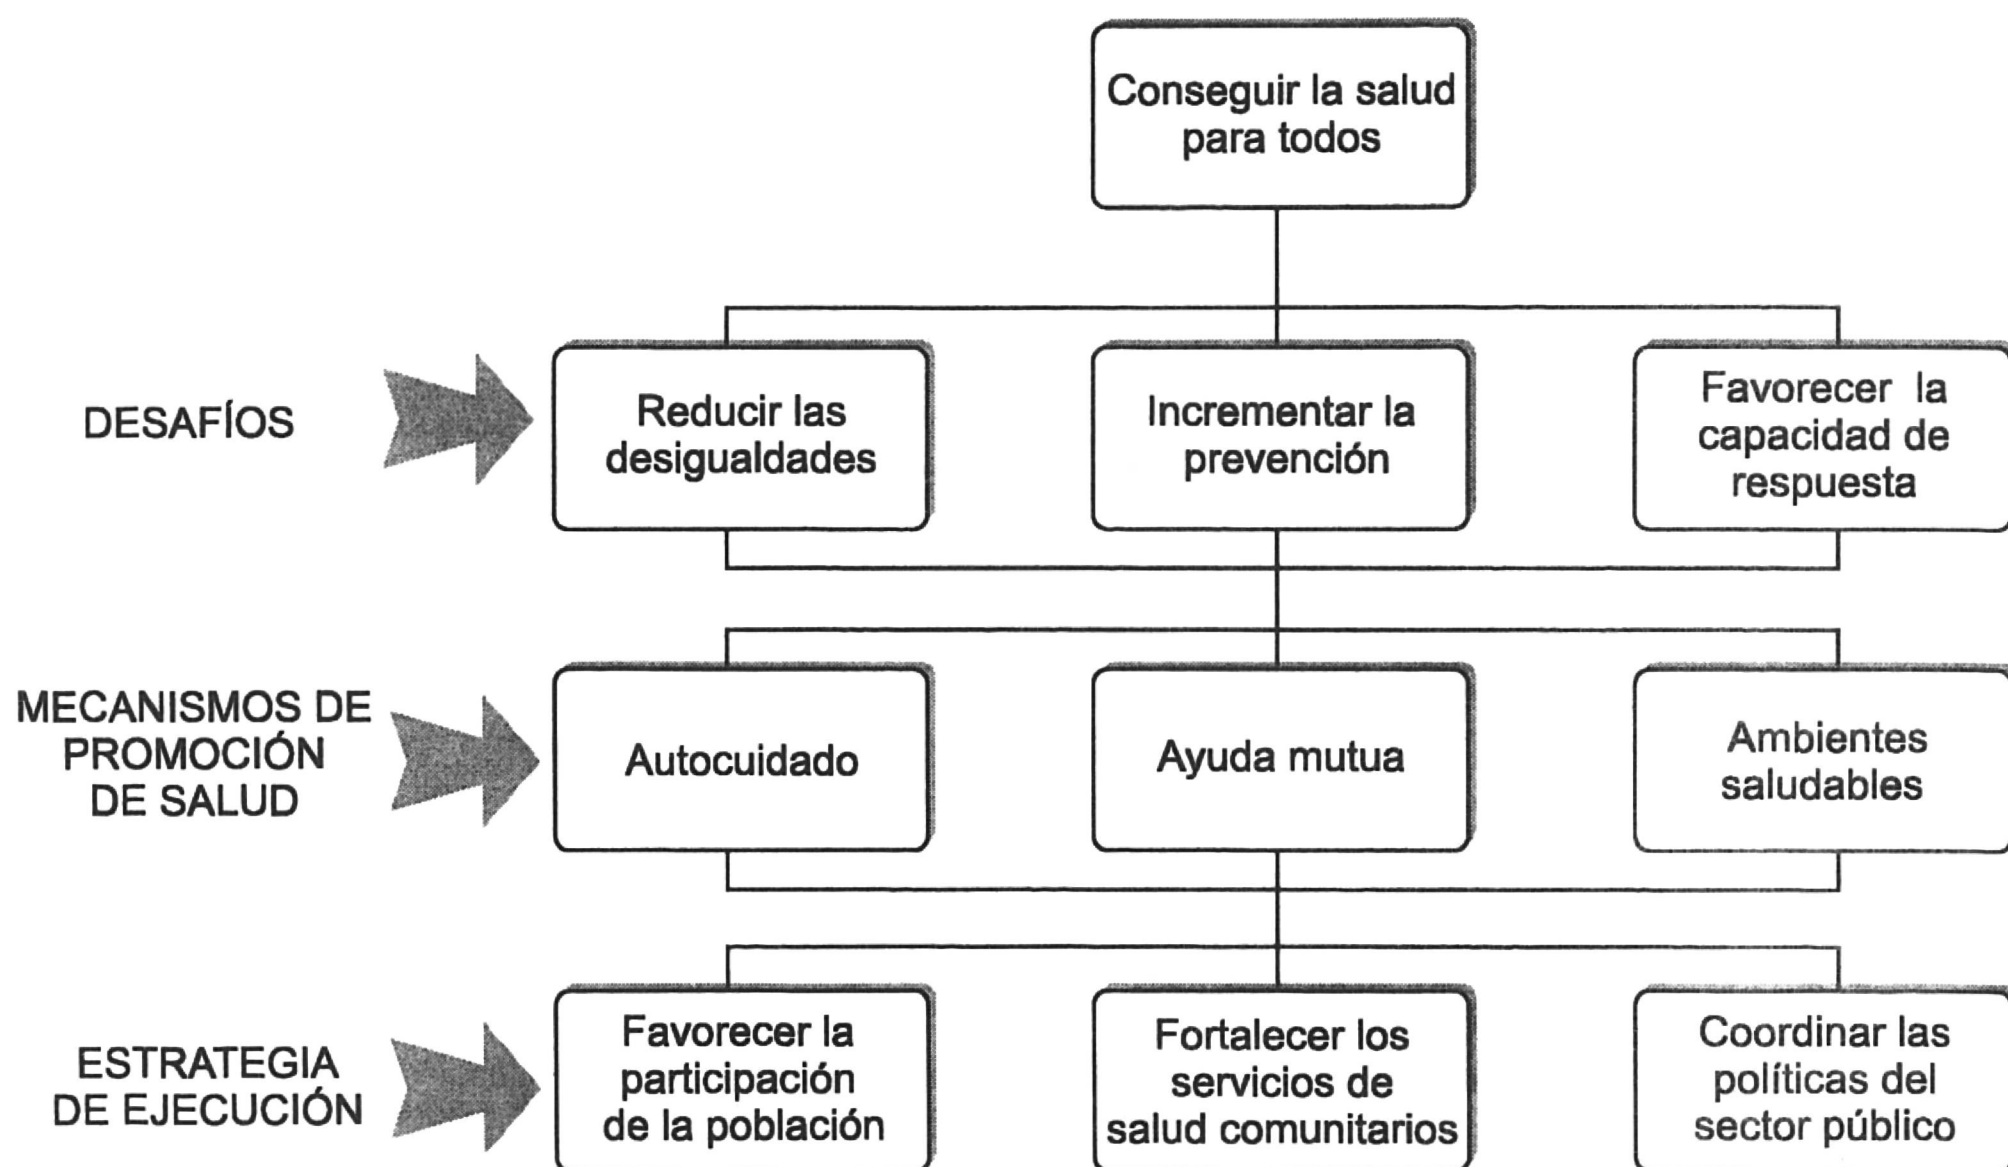 Conseguir la salud
para todos
DESAFÍOS
Reducir las
desigualdades
Incrementar la
prevención
Favorecer la
capacidad de
respuesta
MECANISMOS DE
PROMOCIÓN
DE SALUD
Autocuidado
Ayuda mutua
Ambientes
saludables
ESTRATEGIA
DE EJECUCIÓN
Favorecer la
participación
de la población
Fortalecer los
servicios de
salud comunitarios
Coordinar las
políticas del
sector público